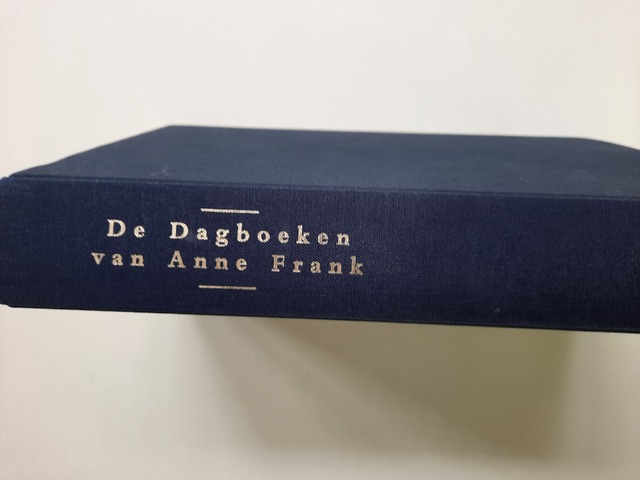 De Dagboeken
van Anne Frank